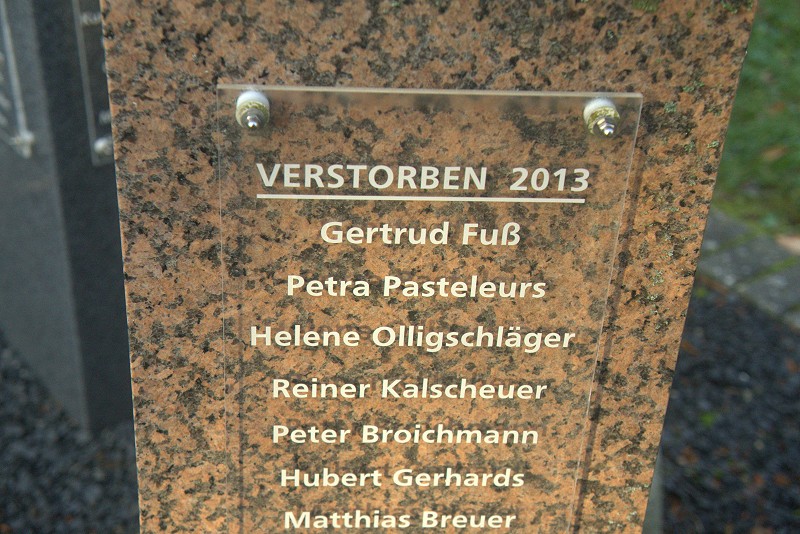 VERSTORBEN 2013
Gertrud Fuß
Petra Pasteleurs
Helene Olligschläger
Reiner Kalscheuer
Peter Broichmann
Hubert Gerhards
Matthias Breuer